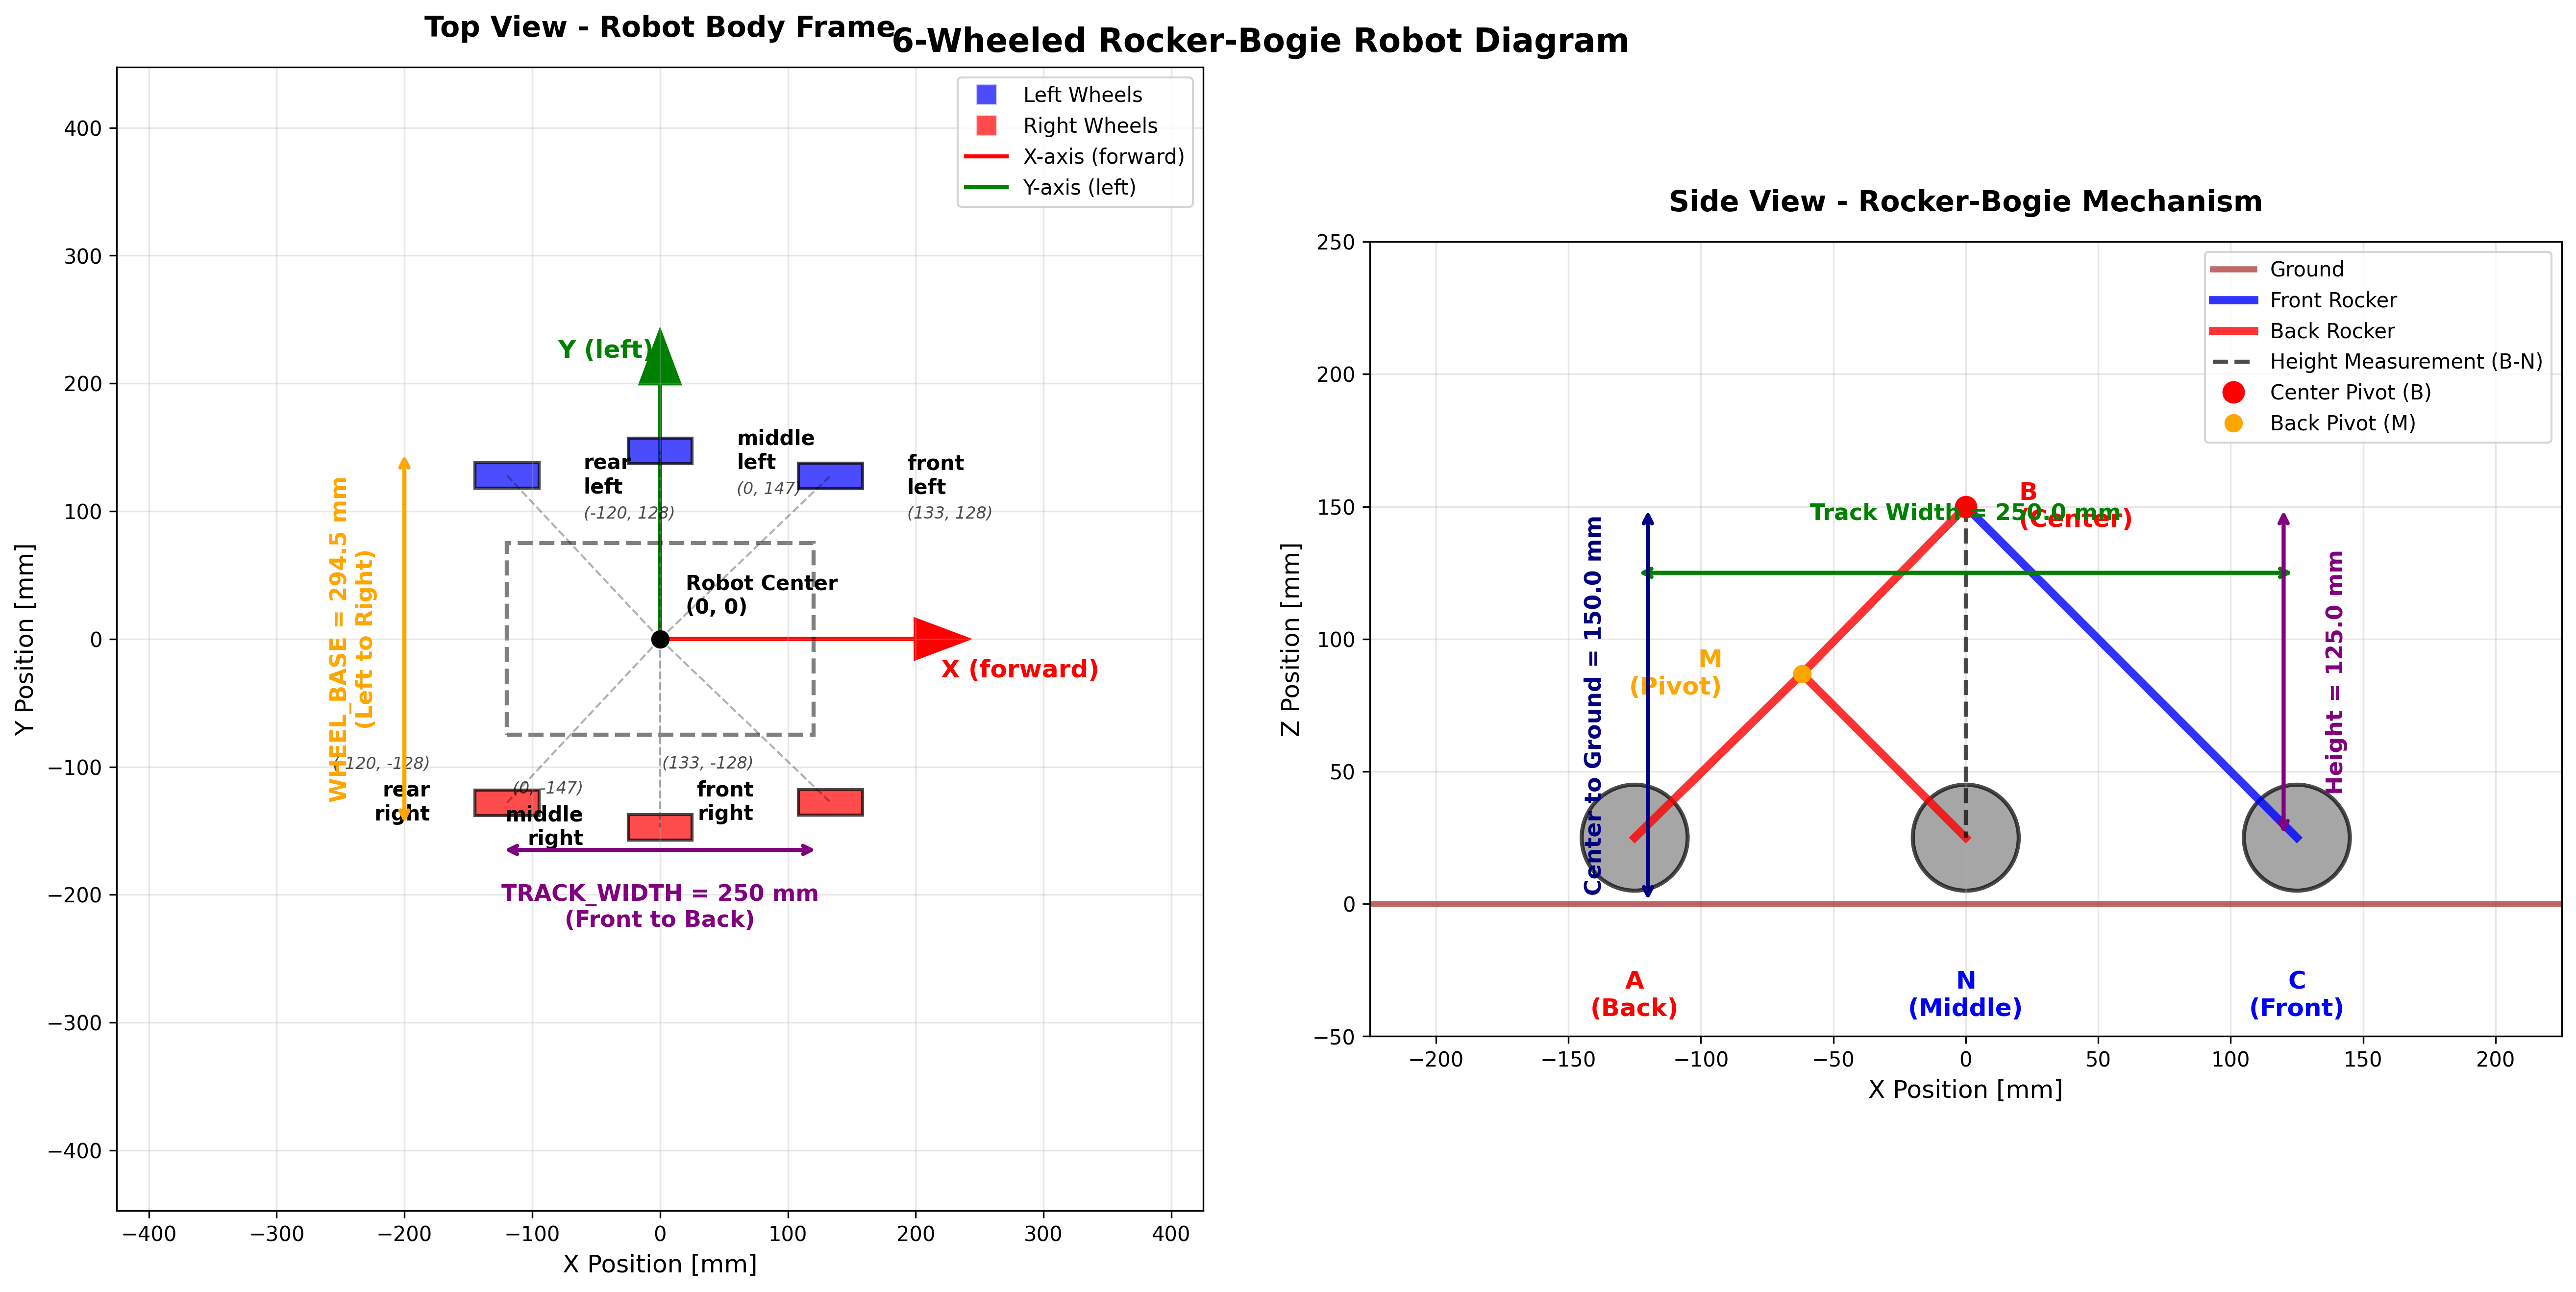 6-Wheeled Rocker-Bogie Robot Diagram
Top View - Robot Body Frame
Left Wheels
Right Wheels
X-axis (forward)
Y-axis (left)
Y (left)
X (forward)
rear
left
(-120, 128)
middle
left
(0, 147)
front
left
(133, 128)
Robot Center
(0, 0)
WHEEL_BASE = 294.5 mm
(Left to Right)
(-120, -128)
rear
right
(0, -147)
middle
right
(133, -128)
front
right
TRACK_WIDTH = 250 mm
(Front to Back)
400
300
200
100
0
−100
−200
−300
−400
Y Position [mm]
−400 −300 −200 −100 0 100 200 300 400
X Position [mm]
Side View - Rocker-Bogie Mechanism
Ground
Front Rocker
Back Rocker
Height Measurement (B-N)
Center Pivot (B)
Back Pivot (M)
B
(Center)
Track Width = 250.0 mm
M
(Pivot)
Center to Ground = 150.0 mm
Height = 125.0 mm
A
(Back)
N
(Middle)
C
(Front)
250
200
150
100
50
0
−50
Z Position [mm]
−200 −150 −100 −50 0 50 100 150 200
X Position [mm]